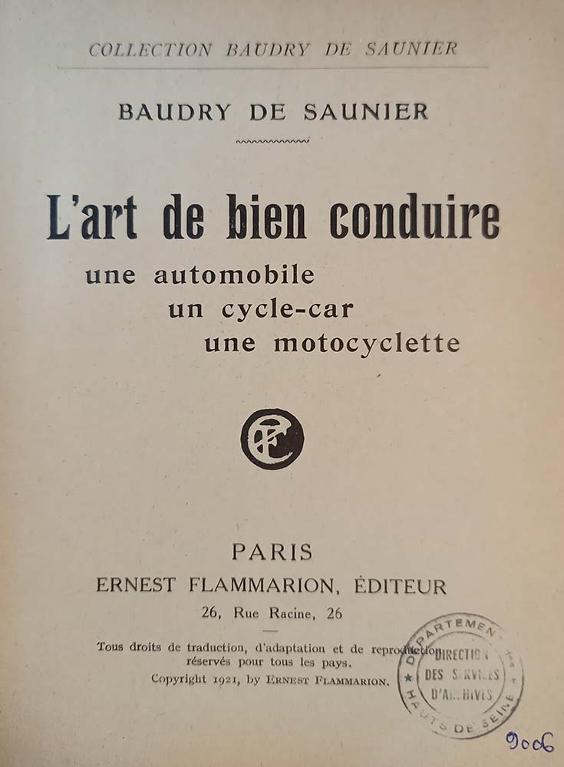 COLLECTION BAUDRY DE SAUNIER
BAUDRY DE SAUNIER
L'art de bien conduire
une automobile
un cycle-car
une motocyclette
EF
PARIS
ERNEST FLAMMARION, ÉDITEUR
26, Rue Racine, 26
Tous droits de traduction, d'adaptation et de reproduction
réservés pour tous les pays.
Copyright 1921, by ERNEST FLAMMARION.
DÉPARTEMENT des
DIRECTION
DES SERVICES
D'ARCHIVES
★ HAUTS DE SEINE ★
9006